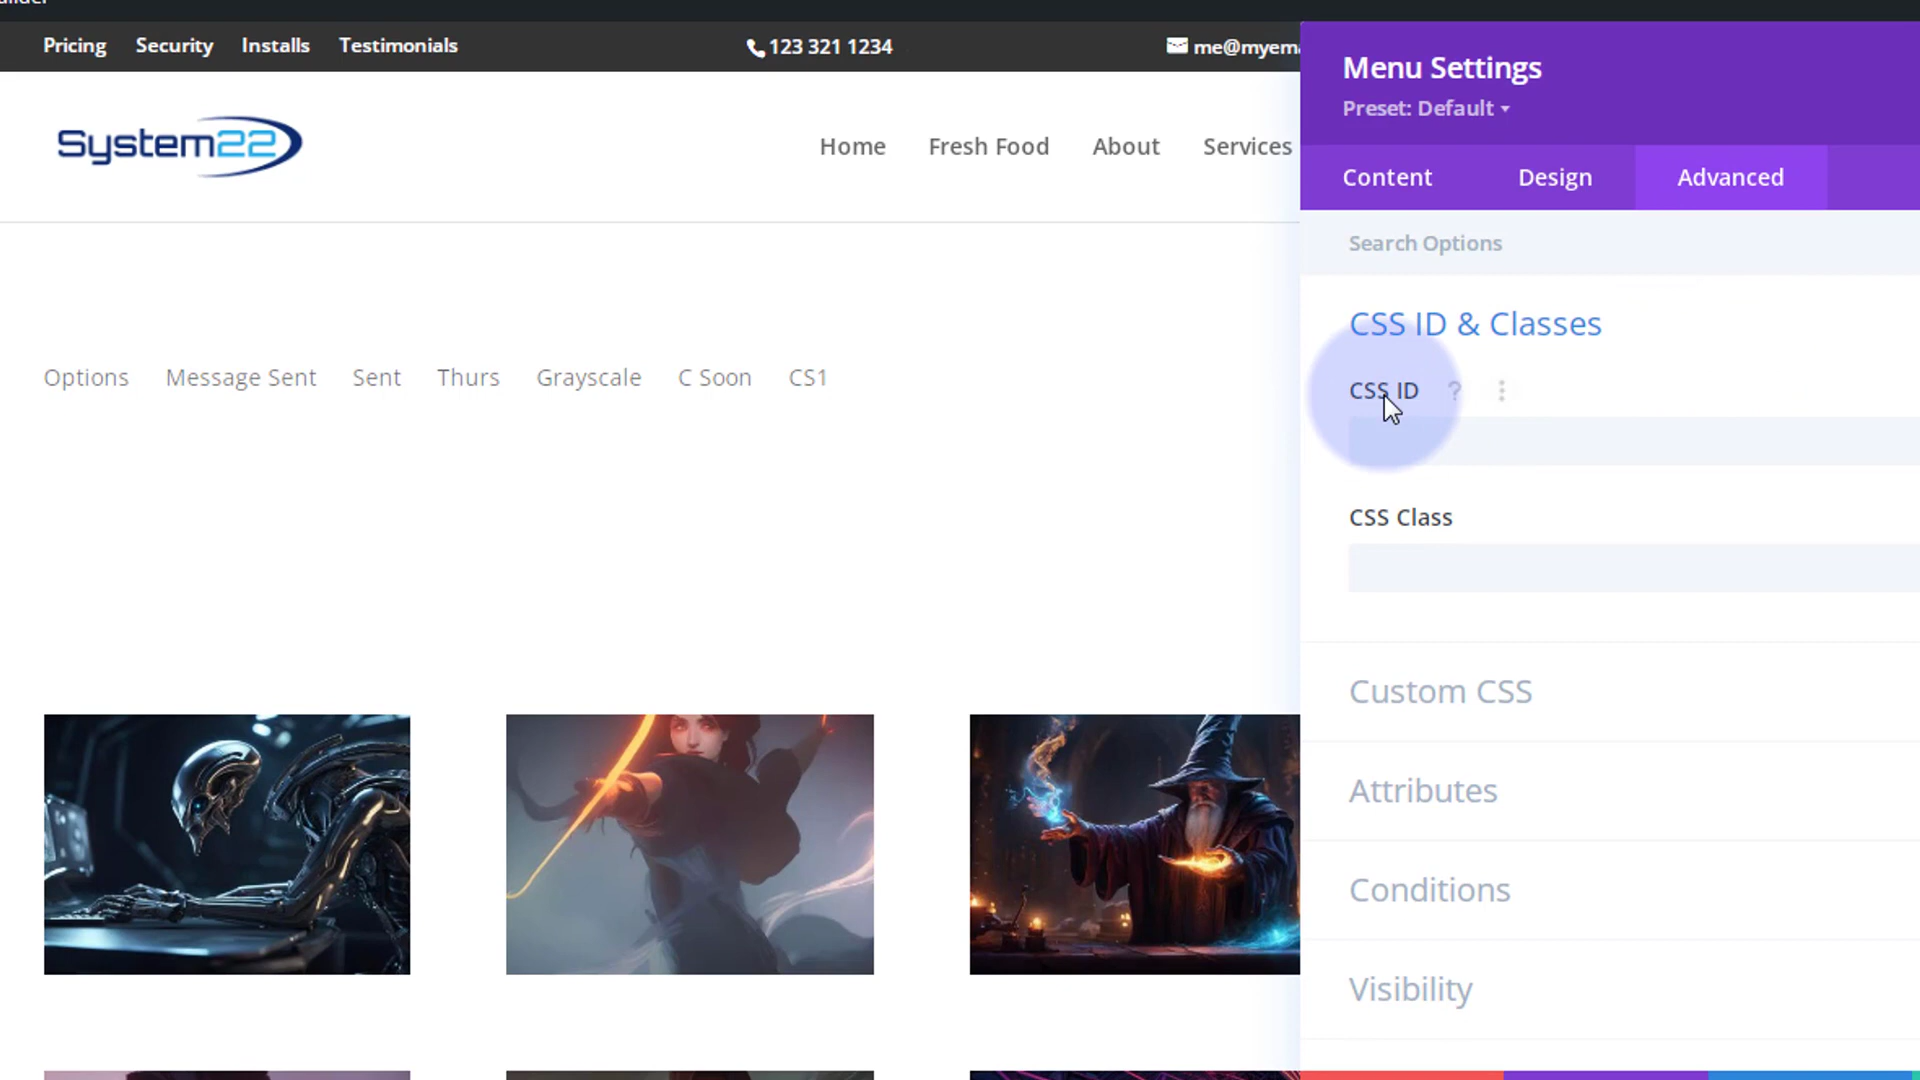 Pricing Security Installs Testimonials
123 321 1234
me@myema
System22
Home Fresh Food About Services
Options Message Sent Sent Thurs Grayscale C Soon CS1
Menu Settings
Preset: Default
Content Design Advanced
Search Options
CSS ID & Classes
CSS ID ?
CSS Class
Custom CSS
Attributes
Conditions
Visibility